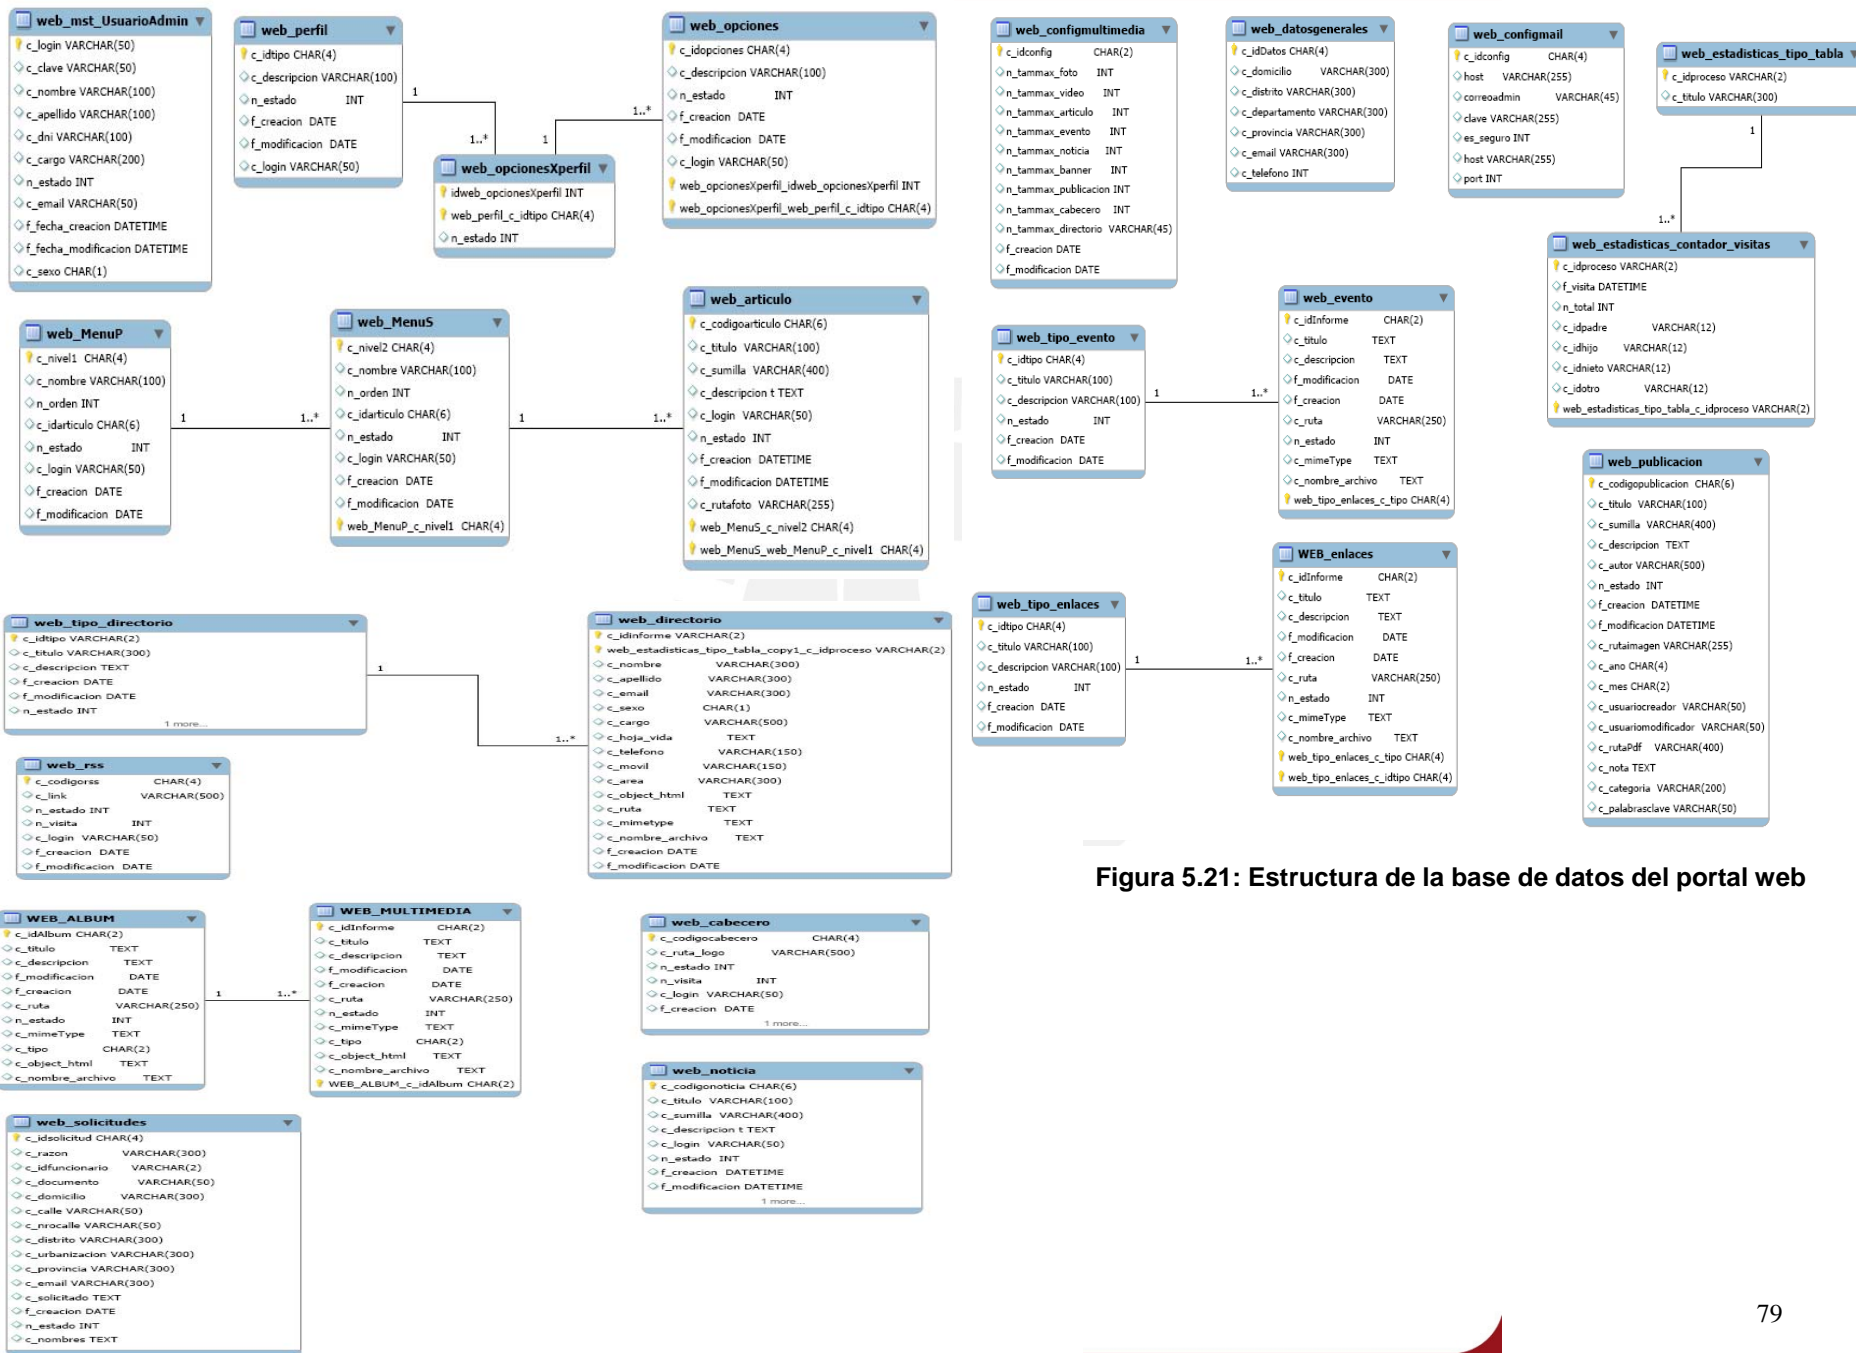 web_mst_UsuarioAdmin
c_login VARCHAR(50)
c_clave VARCHAR(50)
c_nombre VARCHAR(100)
c_apellido VARCHAR(100)
c_dni VARCHAR(100)
c_cargo VARCHAR(200)
n_estado INT
c_email VARCHAR(50)
f_fecha_creacion DATETIME
f_fecha_modificacion DATETIME
c_sexo CHAR(1)
web_perfil
c_idtipo CHAR(4)
c_descripcion VARCHAR(100)
n_estado INT
f_creacion DATE
f_modificacion DATE
c_login VARCHAR(50)
1
1..*
web_opcionesXperfil
idweb_opcionesXperfil INT
web_perfil_c_idtipo CHAR(4)
n_estado INT
1
1..*
web_opciones
c_idopciones CHAR(4)
c_descripcion VARCHAR(100)
n_estado INT
f_creacion DATE
f_modificacion DATE
c_login VARCHAR(50)
web_opcionesXperfil_idweb_opcionesXperfil INT
web_opcionesXperfil_web_perfil_c_idtipo CHAR(4)
web_configmultimedia
c_idconfig CHAR(2)
n_tammax_foto INT
n_tammax_video INT
n_tammax_articulo INT
n_tammax_evento INT
n_tammax_noticia INT
n_tammax_banner INT
n_tammax_publicacion INT
n_tammax_cabecero INT
n_tammax_directorio VARCHAR(45)
f_creacion DATE
f_modificacion DATE
web_datosgenerales
c_idDatos CHAR(4)
c_domicilio VARCHAR(300)
c_distrito VARCHAR(300)
c_departamento VARCHAR(300)
c_provincia VARCHAR(300)
c_email VARCHAR(300)
c_telefono INT
web_configmail
c_idconfig CHAR(4)
host VARCHAR(255)
correoadmin VARCHAR(45)
clave VARCHAR(255)
es_seguro INT
host VARCHAR(255)
port INT
web_estadisticas_tipo_tabla
c_idproceso VARCHAR(2)
c_titulo VARCHAR(300)
1
1..*
web_estadisticas_contador_visitas
c_idproceso VARCHAR(2)
f_visita DATETIME
n_total INT
c_idpadre VARCHAR(12)
c_idhijo VARCHAR(12)
c_idnieto VARCHAR(12)
c_idotro VARCHAR(12)
web_estadisticas_tipo_tabla_c_idproceso VARCHAR(2)
web_MenuP
c_nivel1 CHAR(4)
c_nombre VARCHAR(100)
n_orden INT
c_idarticulo CHAR(6)
n_estado INT
c_login VARCHAR(50)
f_creacion DATE
f_modificacion DATE
1
1..*
web_MenuS
c_nivel2 CHAR(4)
c_nombre VARCHAR(100)
n_orden INT
c_idarticulo CHAR(6)
n_estado INT
c_login VARCHAR(50)
f_creacion DATE
f_modificacion DATE
web_MenuP_c_nivel1 CHAR(4)
1
1..*
web_articulo
c_codigoarticulo CHAR(6)
c_titulo VARCHAR(100)
c_sumilla VARCHAR(400)
c_descripcion t TEXT
c_login VARCHAR(50)
n_estado INT
f_creacion DATETIME
f_modificacion DATETIME
c_rutafoto VARCHAR(255)
web_MenuS_c_nivel2 CHAR(4)
web_MenuS_web_MenuP_c_nivel1 CHAR(4)
web_tipo_evento
c_idtipo CHAR(4)
c_titulo VARCHAR(100)
c_descripcion VARCHAR(100)
n_estado INT
f_creacion DATE
f_modificacion DATE
1
1..*
web_evento
c_idInforme CHAR(2)
c_titulo TEXT
c_descripcion TEXT
f_modificacion DATE
f_creacion DATE
c_ruta VARCHAR(250)
n_estado INT
c_mimeType TEXT
c_nombre_archivo TEXT
web_tipo_enlaces_c_tipo CHAR(4)
web_publicacion
c_codigopublicacion CHAR(6)
c_titulo VARCHAR(100)
c_sumilla VARCHAR(400)
c_descripcion TEXT
c_autor VARCHAR(500)
n_estado INT
f_creacion DATETIME
f_modificacion DATETIME
c_rutaimagen VARCHAR(255)
c_ano CHAR(4)
c_mes CHAR(2)
c_usuariocreador VARCHAR(50)
c_usuariomodificador VARCHAR(50)
c_rutaPdf VARCHAR(400)
c_nota TEXT
c_categoria VARCHAR(200)
c_palabrasclave VARCHAR(50)
web_tipo_enlaces
c_idtipo CHAR(4)
c_titulo VARCHAR(100)
c_descripcion VARCHAR(100)
n_estado INT
f_creacion DATE
f_modificacion DATE
1
1..*
WEB_enlaces
c_idInforme CHAR(2)
c_titulo TEXT
c_descripcion TEXT
f_modificacion DATE
f_creacion DATE
c_ruta VARCHAR(250)
n_estado INT
c_mimeType TEXT
c_nombre_archivo TEXT
web_tipo_enlaces_c_tipo CHAR(4)
web_tipo_enlaces_c_idtipo CHAR(4)
web_tipo_directorio
c_idtipo VARCHAR(2)
c_titulo VARCHAR(300)
c_descripcion TEXT
f_creacion DATE
f_modificacion DATE
n_estado INT
1 more...
1
1..*
web_directorio
c_idinforme VARCHAR(2)
web_estadisticas_tipo_tabla_copy1_c_idproceso VARCHAR(2)
c_nombre VARCHAR(300)
c_apellido VARCHAR(300)
c_email VARCHAR(300)
c_sexo CHAR(1)
c_cargo VARCHAR(500)
c_hoja_vida TEXT
c_telefono VARCHAR(150)
c_movil VARCHAR(150)
c_area VARCHAR(300)
c_object_html TEXT
c_ruta TEXT
c_mimetype TEXT
c_nombre_archivo TEXT
f_creacion DATE
f_modificacion DATE
web_rss
c_codigorss CHAR(4)
c_link VARCHAR(500)
n_estado INT
n_visita INT
c_login VARCHAR(50)
f_creacion DATE
f_modificacion DATE
Figura 5.21: Estructura de la base de datos del portal web
WEB_ALBUM
c_idAlbum CHAR(2)
c_titulo TEXT
c_descripcion TEXT
f_modificacion DATE
f_creacion DATE
c_ruta VARCHAR(250)
n_estado INT
c_mimeType TEXT
c_tipo CHAR(2)
c_object_html TEXT
c_nombre_archivo TEXT
1
1..*
WEB_MULTIMEDIA
c_idInforme CHAR(2)
c_titulo TEXT
c_descripcion TEXT
f_modificacion DATE
f_creacion DATE
c_ruta VARCHAR(250)
n_estado INT
c_mimeType TEXT
c_tipo CHAR(2)
c_object_html TEXT
c_nombre_archivo TEXT
WEB_ALBUM_c_idAlbum CHAR(2)
web_cabecero
c_codigocabecero CHAR(4)
c_ruta_logo VARCHAR(500)
n_estado INT
n_visita INT
c_login VARCHAR(50)
f_creacion DATE
1 more...
web_noticia
c_codigonoticia CHAR(6)
c_titulo VARCHAR(100)
c_sumilla VARCHAR(400)
c_descripcion t TEXT
c_login VARCHAR(50)
n_estado INT
f_creacion DATETIME
f_modificacion DATETIME
1 more...
web_solicitudes
c_idsolicitud CHAR(4)
c_razon VARCHAR(300)
c_idfuncionario VARCHAR(2)
c_documento VARCHAR(50)
c_domicilio VARCHAR(300)
c_calle VARCHAR(50)
c_nrocalle VARCHAR(50)
c_distrito VARCHAR(300)
c_urbanizacion VARCHAR(300)
c_provincia VARCHAR(300)
c_email VARCHAR(300)
c_solicitado TEXT
f_creacion DATE
n_estado INT
c_nombres TEXT
79